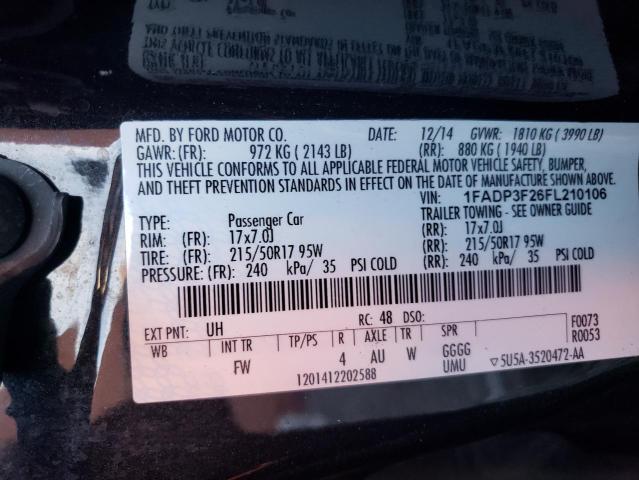 MFD. BY FORD MOTOR CO. DATE: 12/14 GVWR: 1810 KG ( 3990 LB)
GAWR: (FR): 972 KG ( 2143 LB) (RR): 880 KG ( 1940 LB)
THIS VEHICLE CONFORMS TO ALL APPLICABLE FEDERAL MOTOR VEHICLE SAFETY, BUMPER,
AND THEFT PREVENTION STANDARDS IN EFFECT ON THE DATE OF MANUFACTURE SHOWN ABOVE.
VIN: 1FADP3F26FL210106
TYPE: Passenger Car TRAILER TOWING - SEE OWNER GUIDE
RIM: (FR): 17x7.0J (RR): 17x7.0J
TIRE: (FR): 215/50R17 95W (RR): 215/50R17 95W
PRESSURE: (FR): 240 kPa/ 35 PSI COLD (RR): 240 kPa/ 35 PSI COLD
EXT PNT: UH RC: 48 DSO: F0073
WB INT TR TP/PS R AXLE TR SPR R0053
FW 4 AU W GGGG
UMU ▽5U5A-3520472-AA
1201412202588